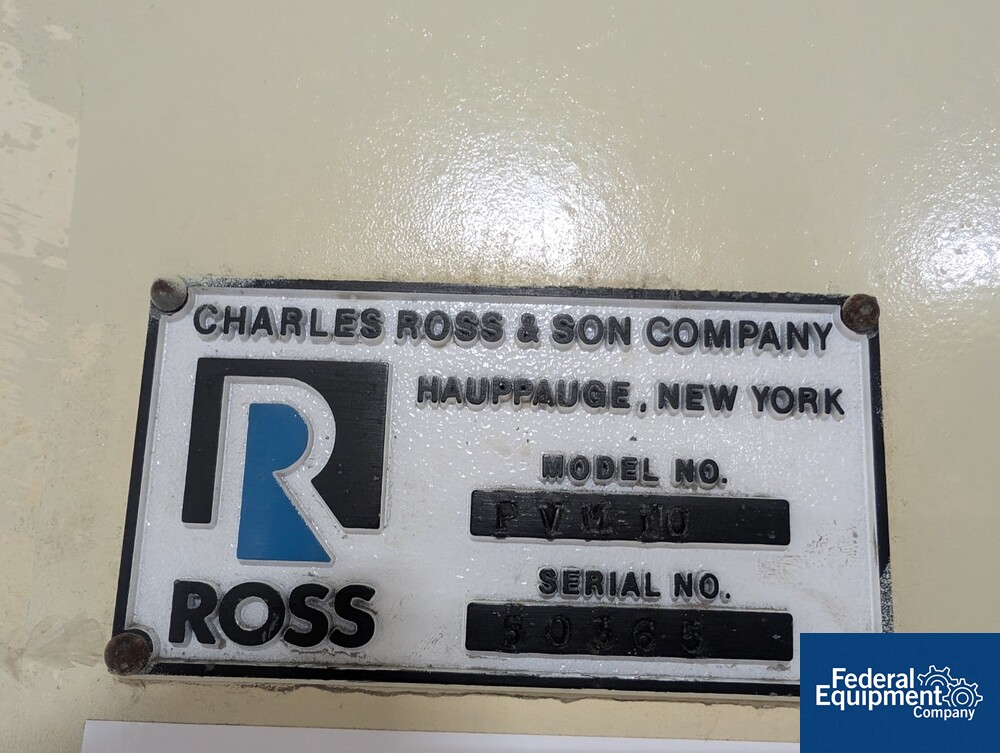 CHARLES ROSS & SON COMPANY
HAUPPAUGE, NEW YORK
R
MODEL NO.
PVM 10
SERIAL NO.
50365
ROSS
Federal
Equipment
Company